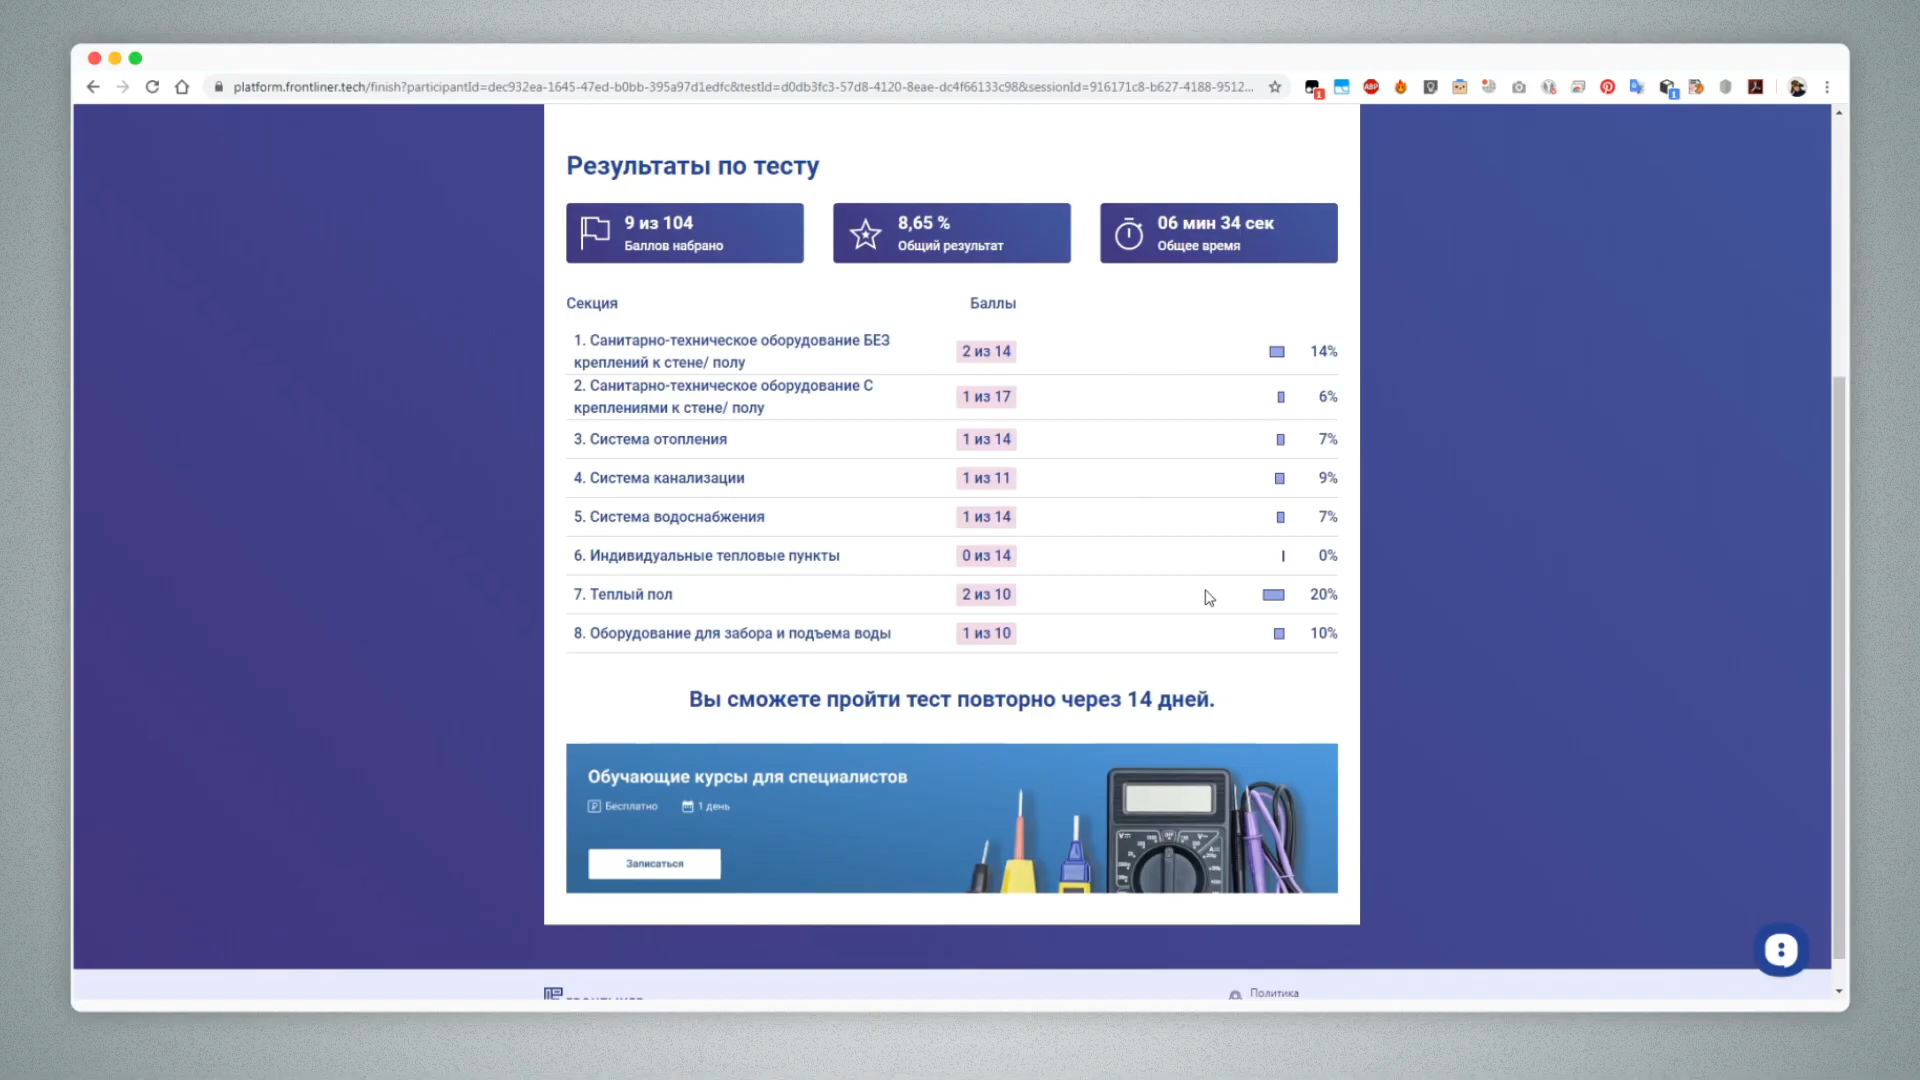 platform.frontliner.tech/finish?participantId=dec932ea-1645-47ed-b0bb-395a97d1edfc&testId=d0db3fc3-57d8-4120-8eae-dc4f66133c98&sessionId=916171c8-b627-4188-9512...
Результаты по тесту
9 из 104
Баллов набрано
8,65 %
Общий результат
06 мин 34 сек
Общее время
Секция Баллы
1. Санитарно-техническое оборудование БЕЗ
креплений к стене/ полу
2 из 14 14%
2. Санитарно-техническое оборудование С
креплениями к стене/ полу
1 из 17 6%
3. Система отопления 1 из 14 7%
4. Система канализации 1 из 11 9%
5. Система водоснабжения 1 из 14 7%
6. Индивидуальные тепловые пункты 0 из 14 0%
7. Теплый пол 2 из 10 20%
8. Оборудование для забора и подъема воды 1 из 10 10%
Вы сможете пройти тест повторно через 14 дней.
Обучающие курсы для специалистов
Бесплатно 1 день
Записаться
Политика